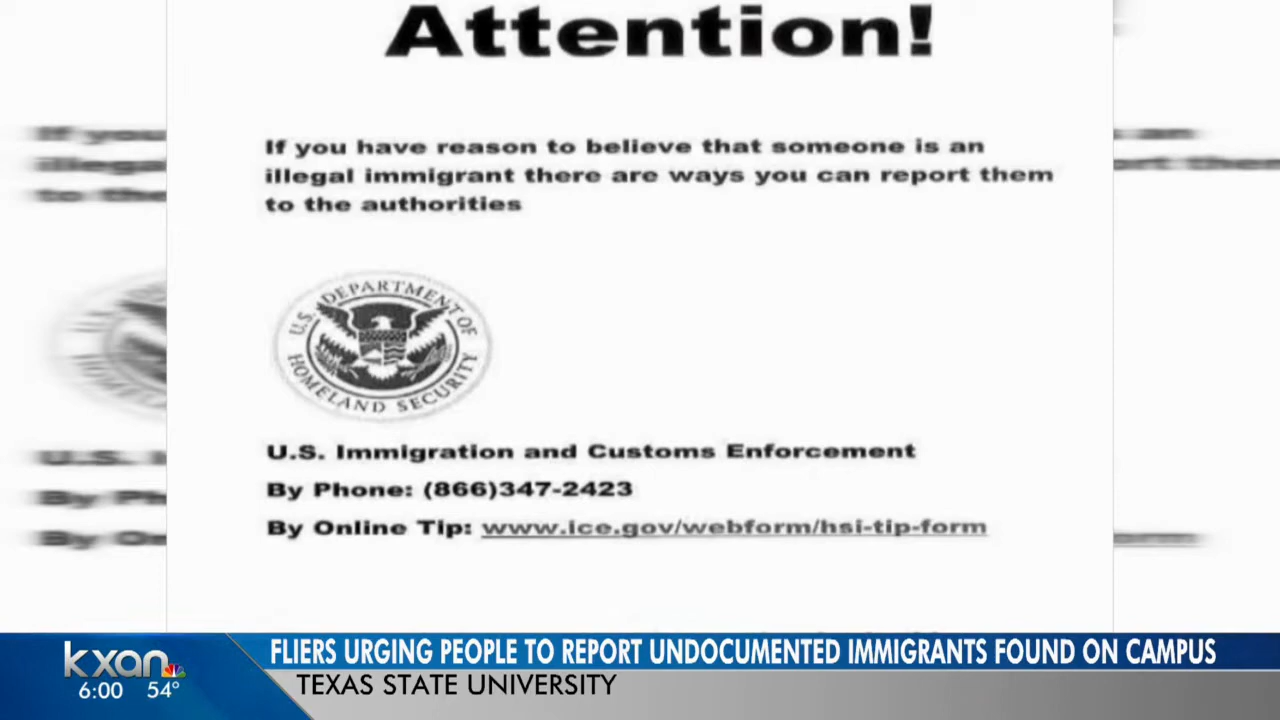 Attention!
If you have reason to believe that someone is an
illegal immigrant there are ways you can report them
to the authorities
U.S. DEPARTMENT OF
HOMELAND SECURITY
U.S. Immigration and Customs Enforcement
By Phone: (866)347-2423
By Online Tip: www.ice.gov/webform/hsi-tip-form
kxan
FLIERS URGING PEOPLE TO REPORT UNDOCUMENTED IMMIGRANTS FOUND ON CAMPUS
6:00 54°
TEXAS STATE UNIVERSITY